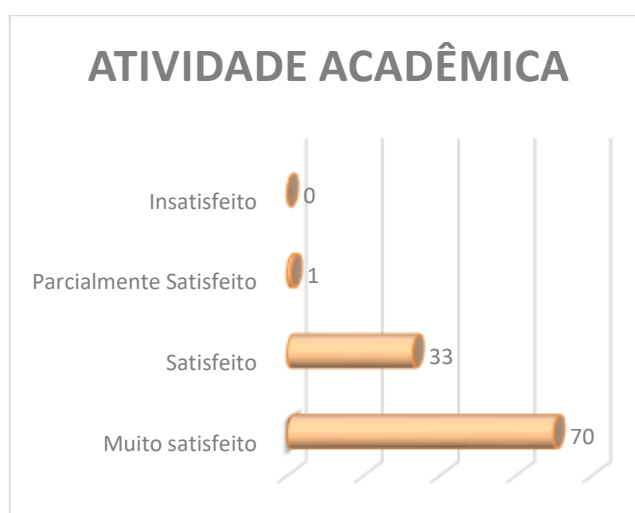 ATIVIDADE ACADÊMICA
Insatisfeito 0
Parcialmente Satisfeito 1
Satisfeito 33
Muito satisfeito 70